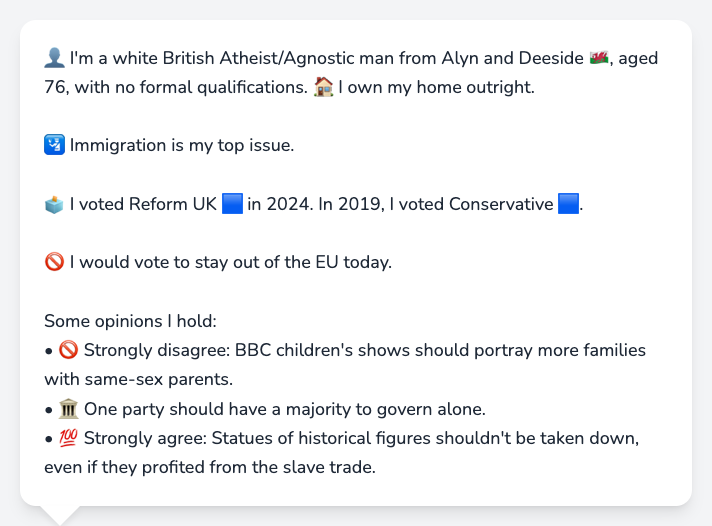 👤 I'm a white British Atheist/Agnostic man from Alyn and Deeside 🏴󠁧󠁢󠁷󠁬󠁳󠁿, aged
76, with no formal qualifications. 🏠 I own my home outright.
🛂 Immigration is my top issue.
🗳️ I voted Reform UK 🟦 in 2024. In 2019, I voted Conservative 🟦.
🚫 I would vote to stay out of the EU today.
Some opinions I hold:
• 🚫 Strongly disagree: BBC children's shows should portray more families
with same-sex parents.
• 🏛️ One party should have a majority to govern alone.
• 💯 Strongly agree: Statues of historical figures shouldn't be taken down,
even if they profited from the slave trade.